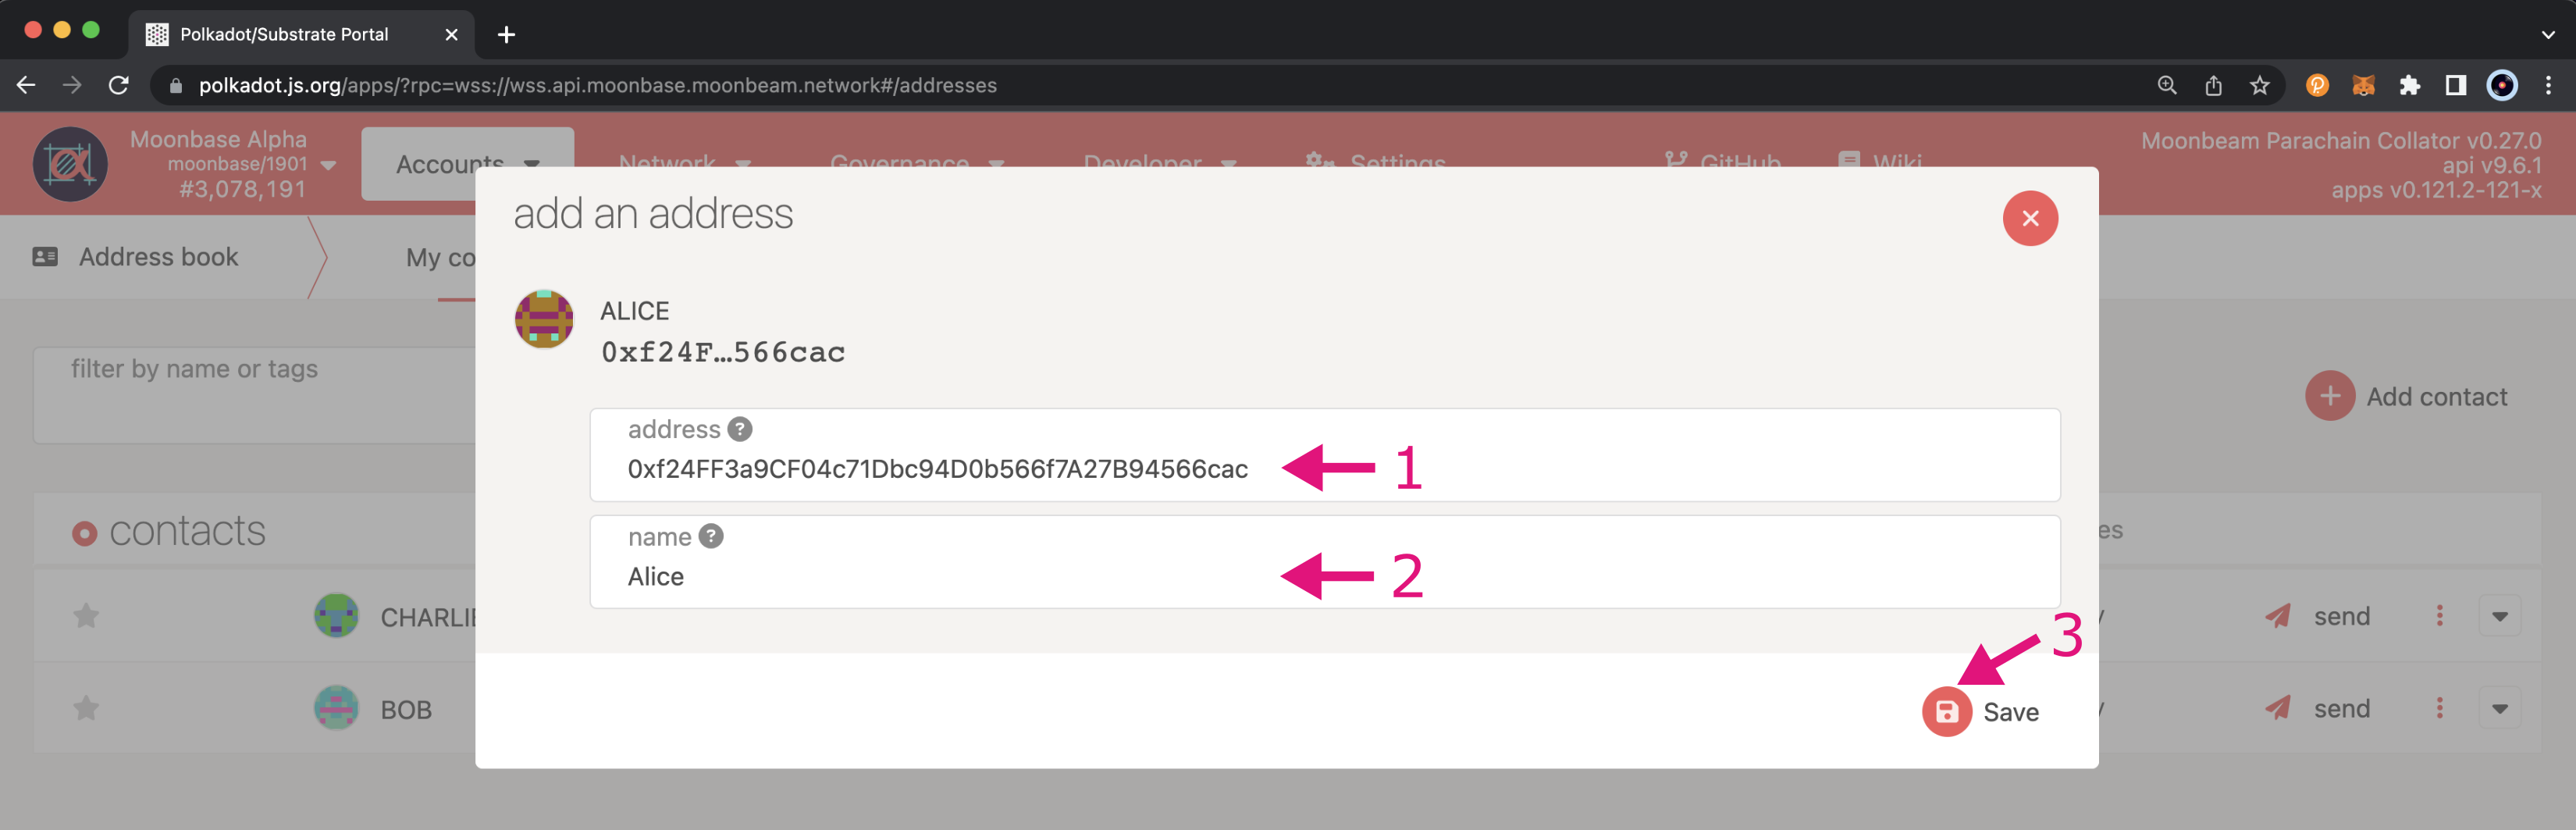 Polkadot/Substrate Portal
polkadot.js.org/apps/?rpc=wss://wss.api.moonbase.moonbeam.network#/addresses
Moonbase Alpha
moonbase/1901
#3,078,191
Accounts
Network
Governance
Developer
Settings
GitHub
Wiki
Moonbeam Parachain Collator v0.27.0
api v9.6.1
apps v0.121.2-121-x
Address book
My co
add an address
ALICE
0xf24F...566cac
filter by name or tags
Add contact
address ?
0xf24FF3a9CF04c71Dbc94D0b566f7A27B94566cac
1
name ?
Alice
2
3
Save
contacts
es
CHARLIE
send
BOB
send